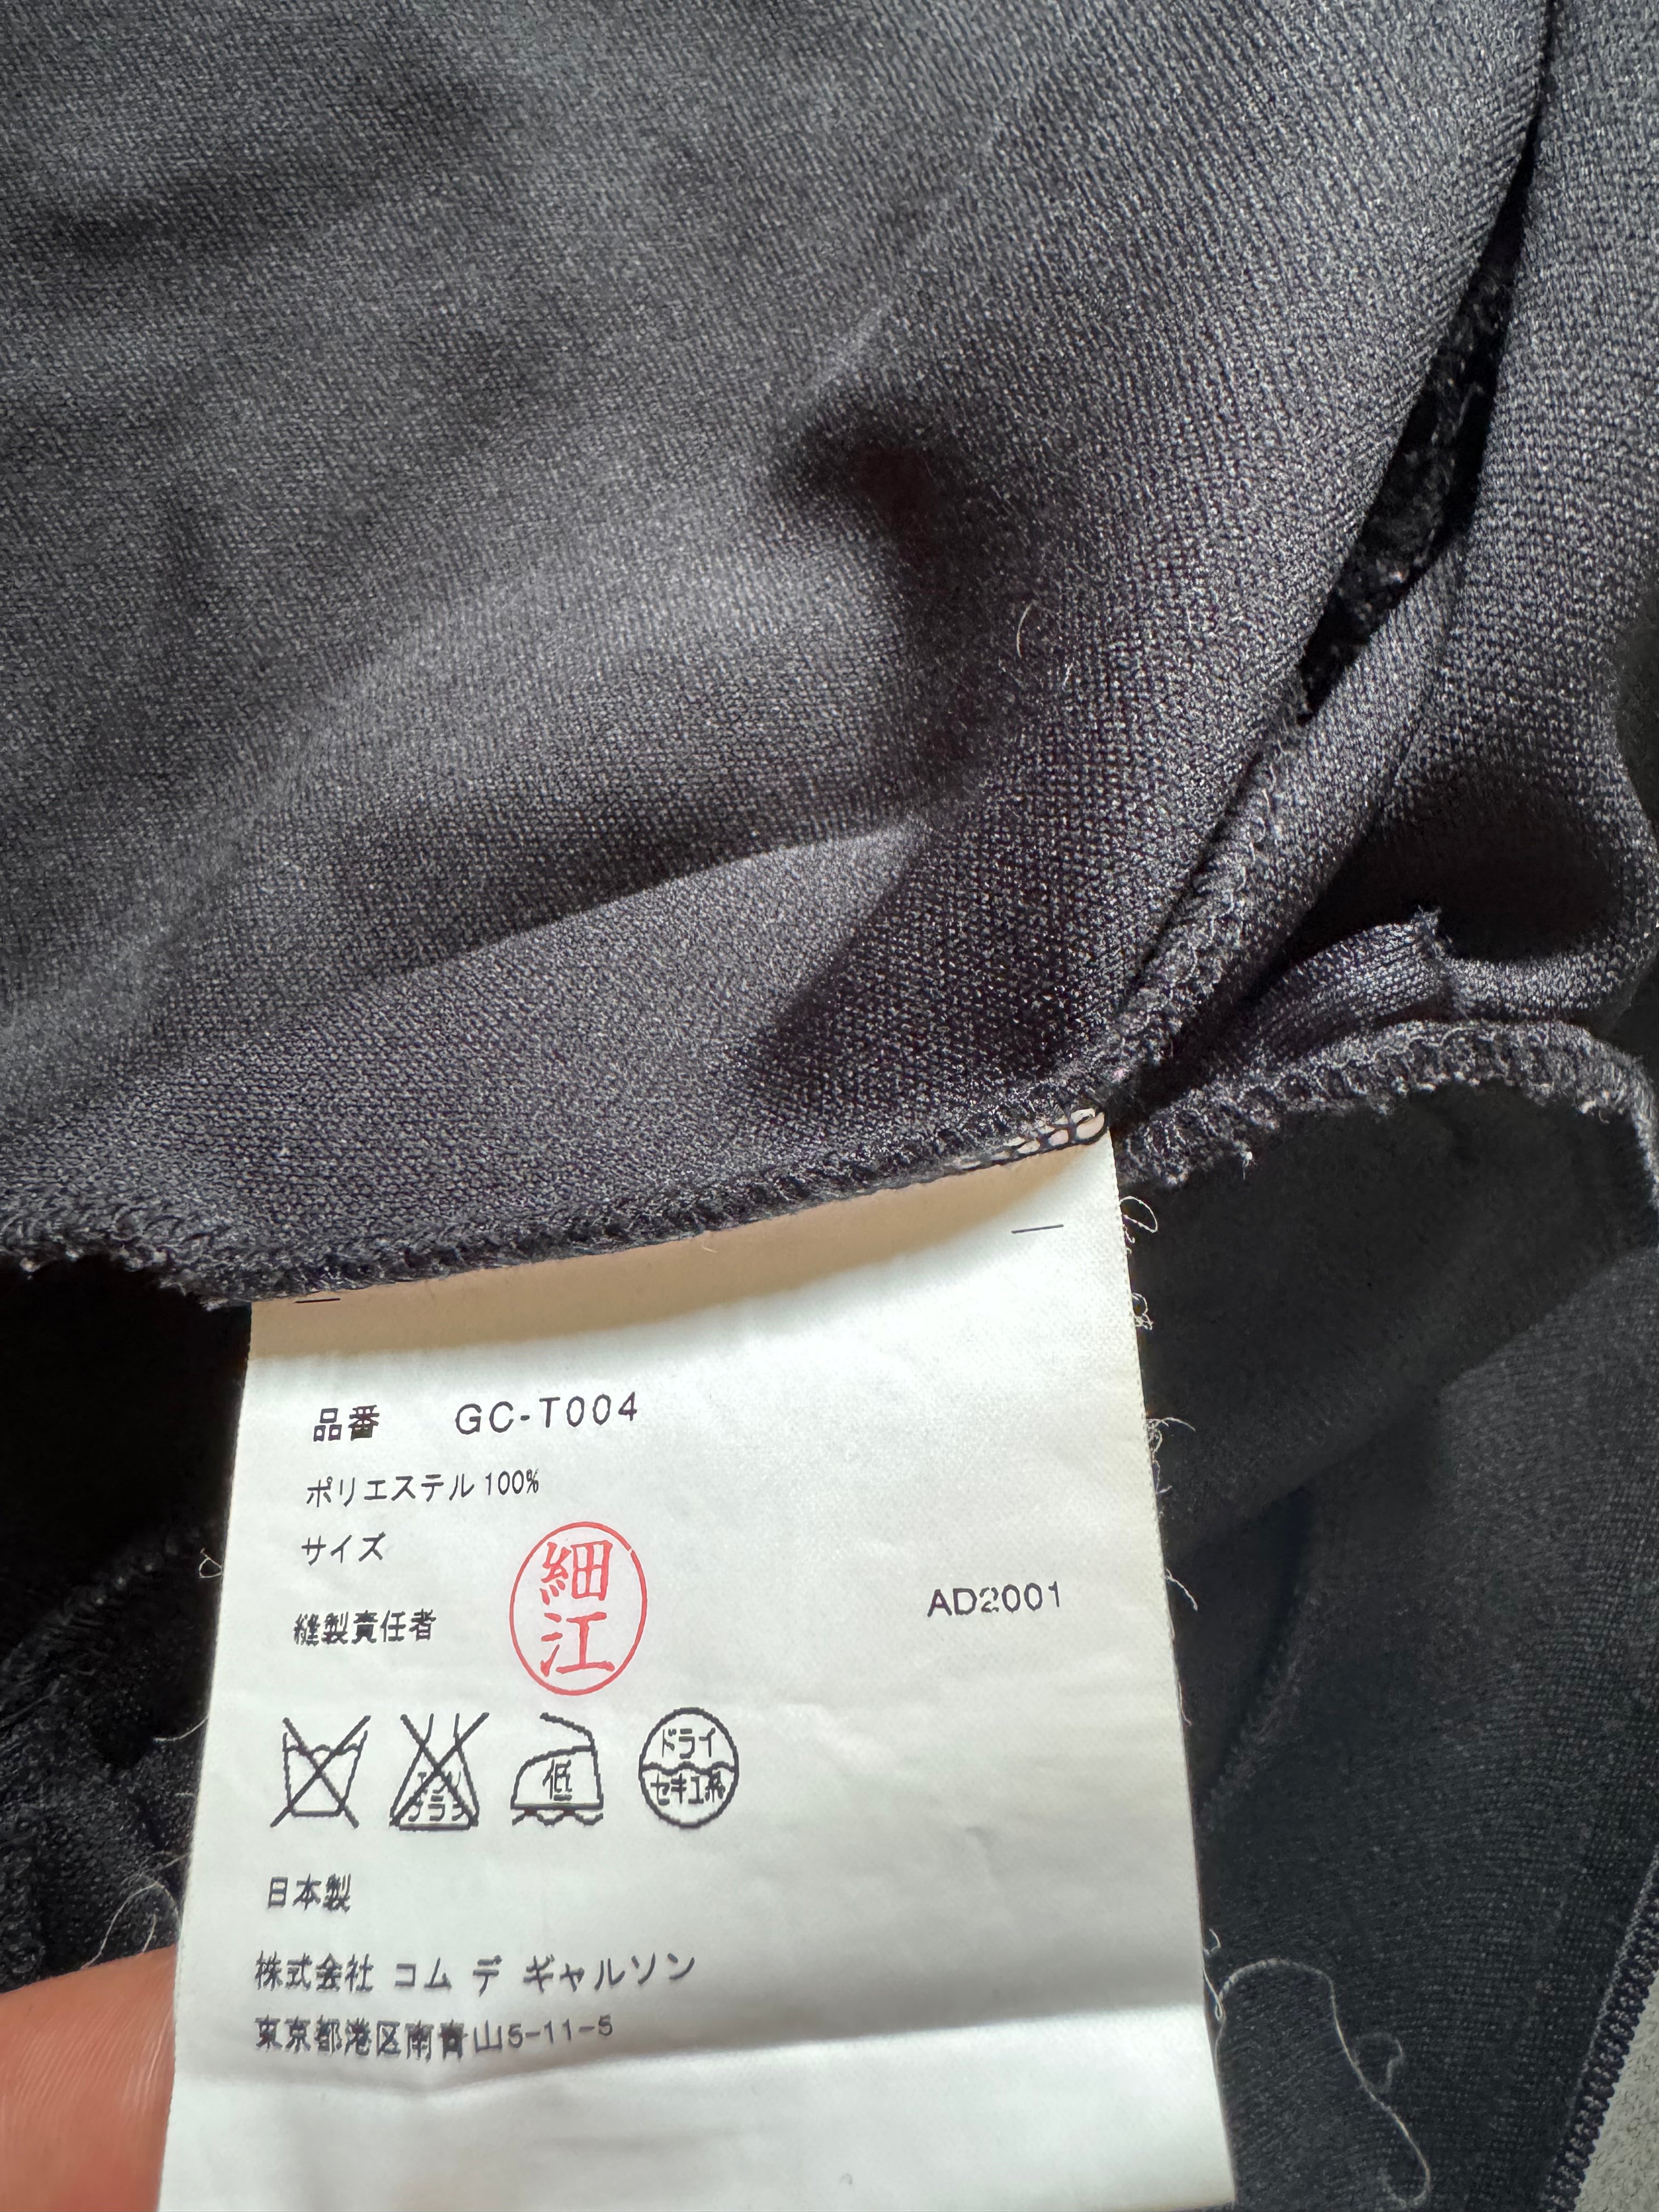 品番 GC-T004
ポリエステル 100%
サイズ
縫製責任者 細江
AD2001
低 ドライ セキユ系
日本製
株式会社 コム デ ギャルソン
東京都港区南青山5-11-5